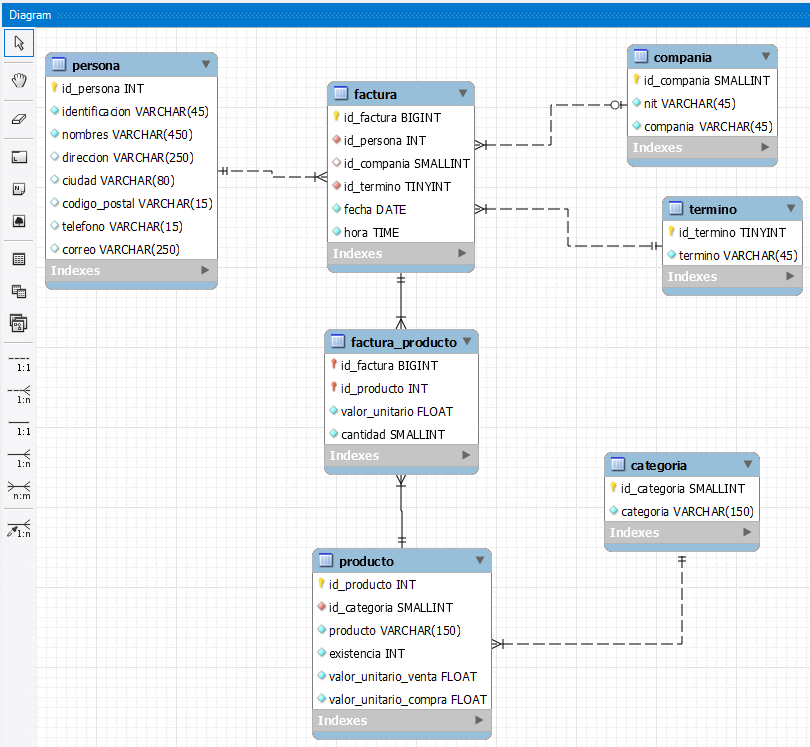 Diagram
persona
id_persona INT
identificacion VARCHAR(45)
nombres VARCHAR(450)
direccion VARCHAR(250)
ciudad VARCHAR(80)
codigo_postal VARCHAR(15)
telefono VARCHAR(15)
correo VARCHAR(250)
Indexes
factura
id_factura BIGINT
id_persona INT
id_compania SMALLINT
id_termino TINYINT
fecha DATE
hora TIME
Indexes
compania
id_compania SMALLINT
nit VARCHAR(45)
compania VARCHAR(45)
Indexes
termino
id_termino TINYINT
termino VARCHAR(45)
Indexes
factura_producto
id_factura BIGINT
id_producto INT
valor_unitario FLOAT
cantidad SMALLINT
Indexes
categoria
id_categoria SMALLINT
categoria VARCHAR(150)
Indexes
producto
id_producto INT
id_categoria SMALLINT
producto VARCHAR(150)
existencia INT
valor_unitario_venta FLOAT
valor_unitario_compra FLOAT
Indexes
1:1
1:n
1:1
1:n
n:m
1:n